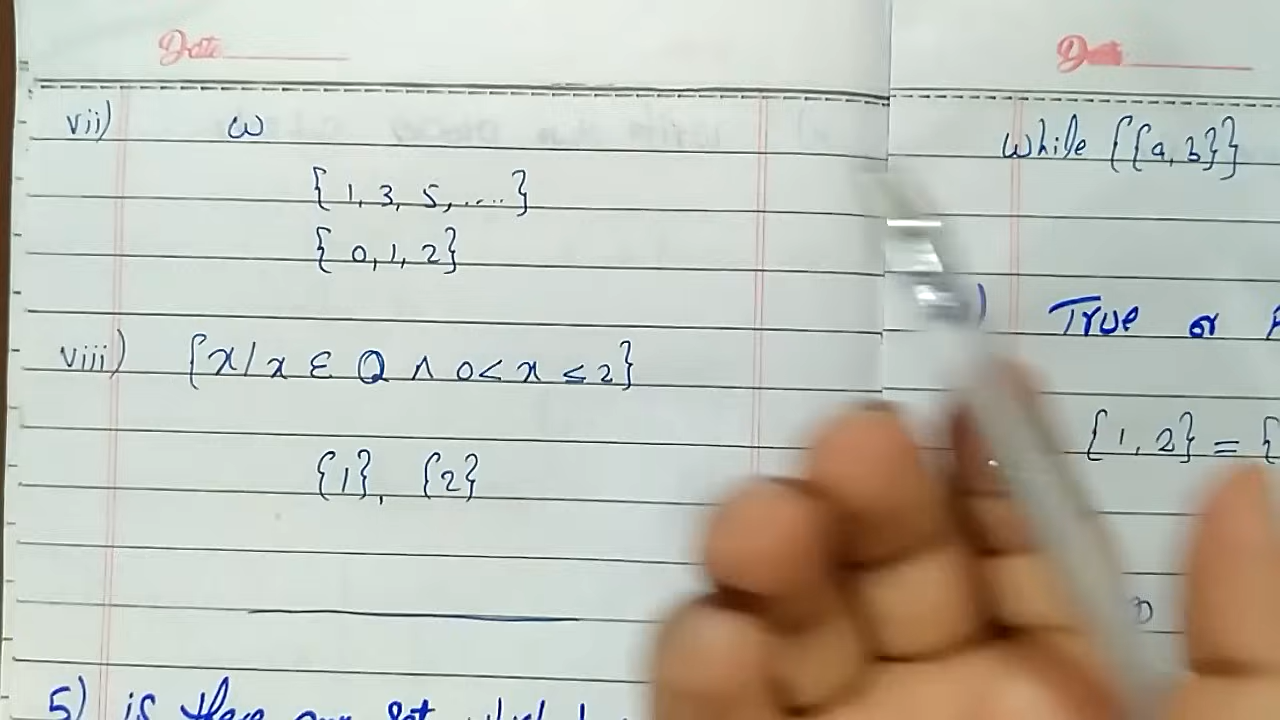 Date
vii) W
{ 1, 3, 5, .... }
{ 0, 1, 2 }
viii) {x/x ∈ Q ∧ 0 < x ≤ 2}
{1}, {2}
5) is there any set which
Date
While {{a, b}}
) True or
{1, 2} = {